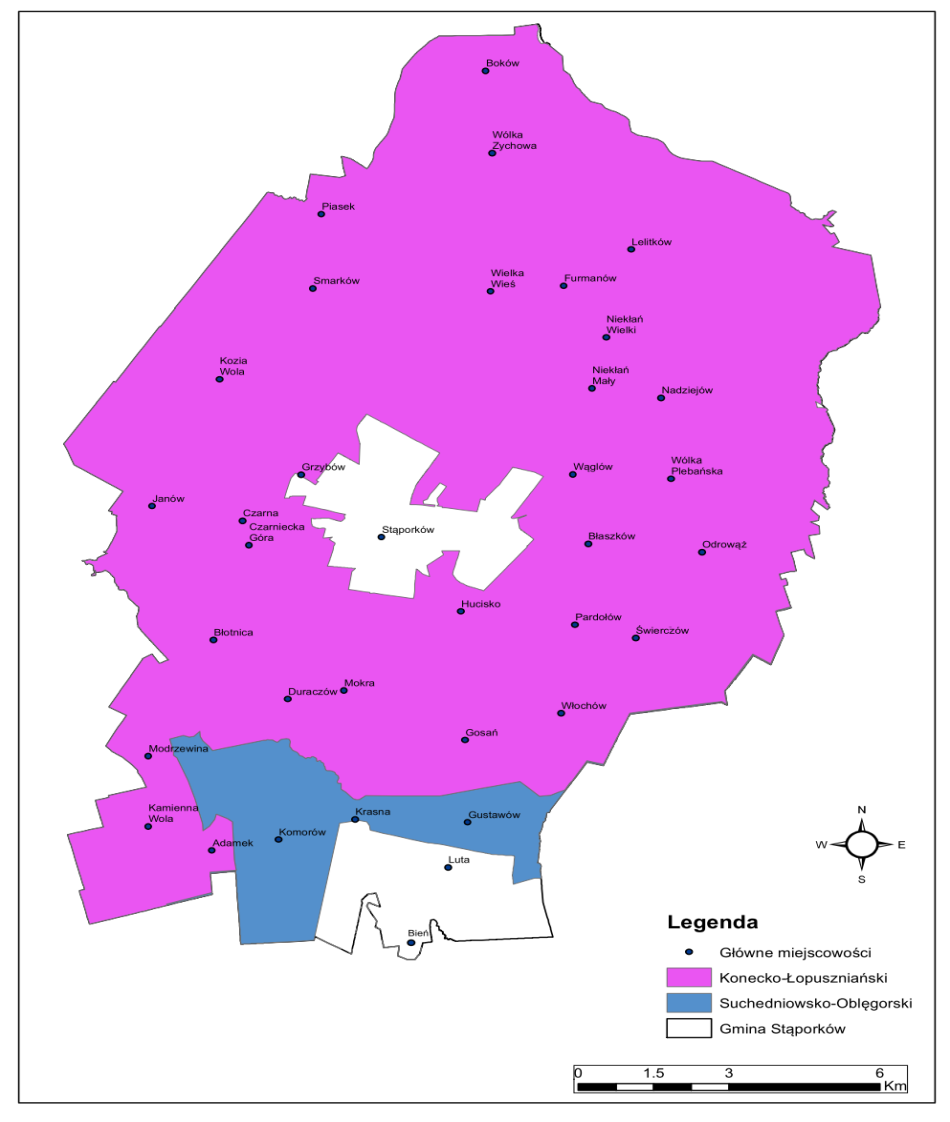 Boków
Wólka
Zychowa
Piasek
Lelitków
Smarków
Wielka
Wieś
Furmanów
Niekłań
Wielki
Kozia
Wola
Niekłań
Mały
Nadziejów
Grzybów
Wąglów
Wólka
Plebańska
Janów
Czarna
Czarniecka
Góra
Stąporków
Błaszków
Odrowąż
Hucisko
Pardołów
Świerczów
Błotnica
Mokra
Duraczów
Włochów
Gosań
Modrzewina
Kamienna
Wola
Krasna
Gustawów
Komorów
Adamek
Luta
Bień
N
W
E
S
Legenda
Główne miejscowości
Konecko-Łopuszniański
Suchedniowsko-Oblęgorski
Gmina Stąporków
0 1.5 3 6
Km